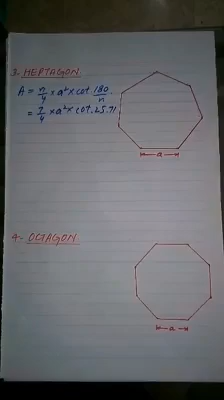 3. HEPTAGON
A = n/4 × a² × cot 180/n
= 7/4 × a² × cot 25.71
a
4. OCTAGON
a